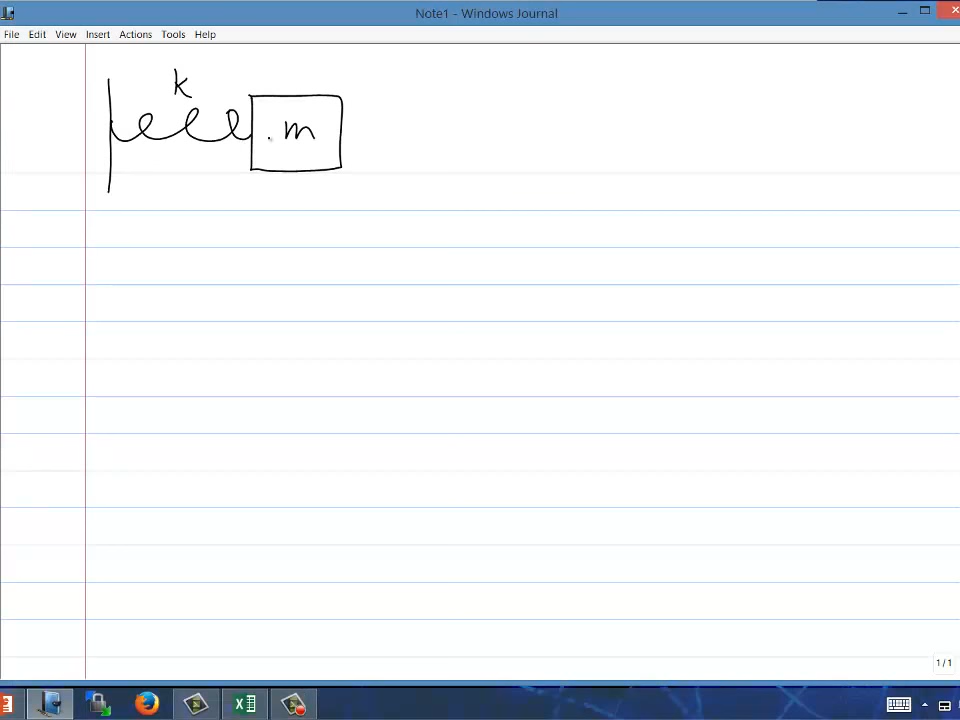 Note1 - Windows Journal
File Edit View Insert Actions Tools Help
k
m
1/1